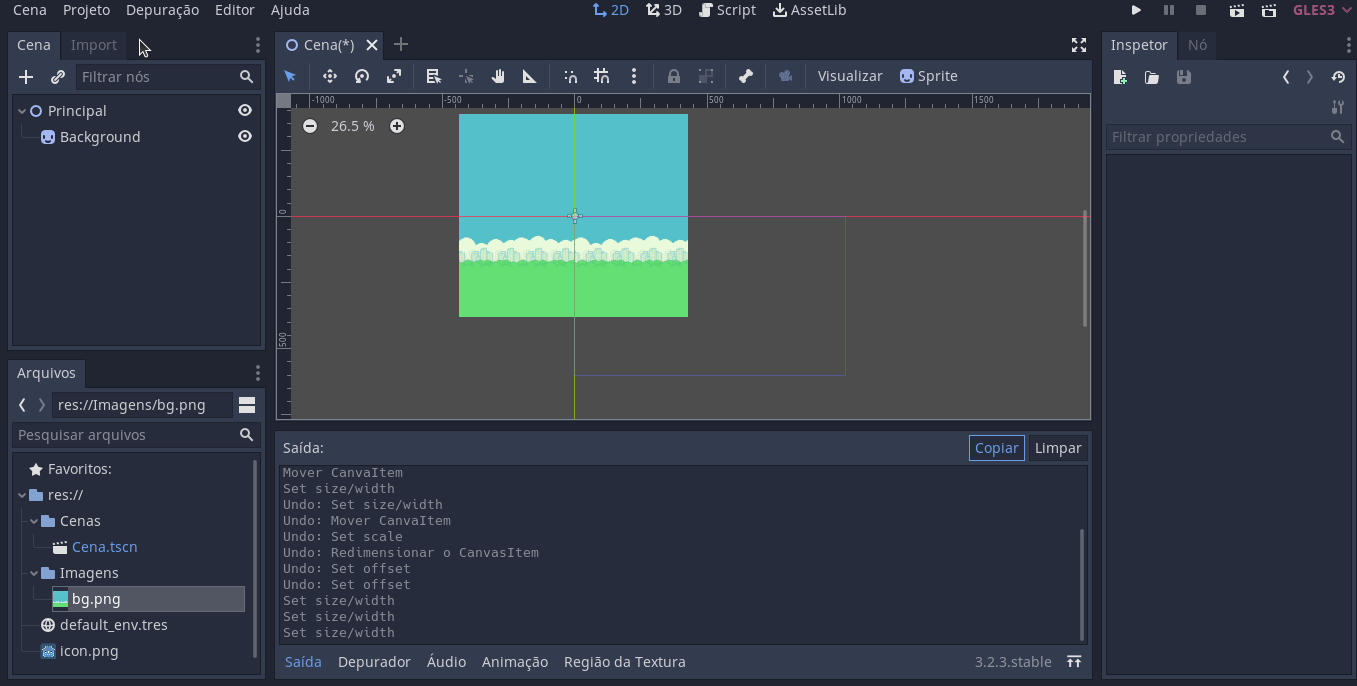 Cena Projeto Depuração Editor Ajuda 2D 3D Script AssetLib GLES3
Cena Import
Cena(*)
Inspetor Nó
Filtrar nós
Visualizar Sprite
Principal
Background
-1000 -500 0 500 1000 1500
26.5 %
0
500
Filtrar propriedades
Arquivos
res://Imagens/bg.png
Pesquisar arquivos
Favoritos:
res://
Cenas
Cena.tscn
Imagens
bg.png
default_env.tres
icon.png
Saída: Copiar Limpar
Mover CanvaItem
Set size/width
Undo: Set size/width
Undo: Mover CanvaItem
Undo: Set scale
Undo: Redimensionar o CanvasItem
Undo: Set offset
Undo: Set offset
Set size/width
Set size/width
Set size/width
Saída Depurador Áudio Animação Região da Textura 3.2.3.stable